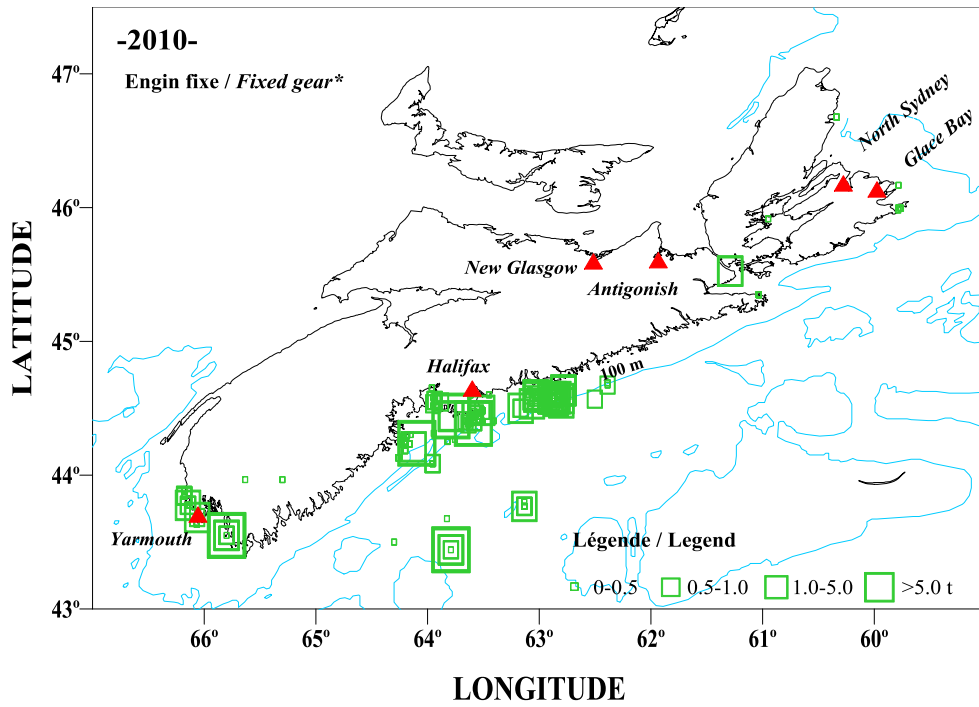 -2010-
Engin fixe / Fixed gear*
North Sydney
Glace Bay
New Glasgow
Antigonish
Halifax
100 m
Yarmouth
Légende / Legend
0-0.5 0.5-1.0 1.0-5.0 >5.0 t
LATITUDE
47°
46°
45°
44°
43°
66° 65° 64° 63° 62° 61° 60°
LONGITUDE